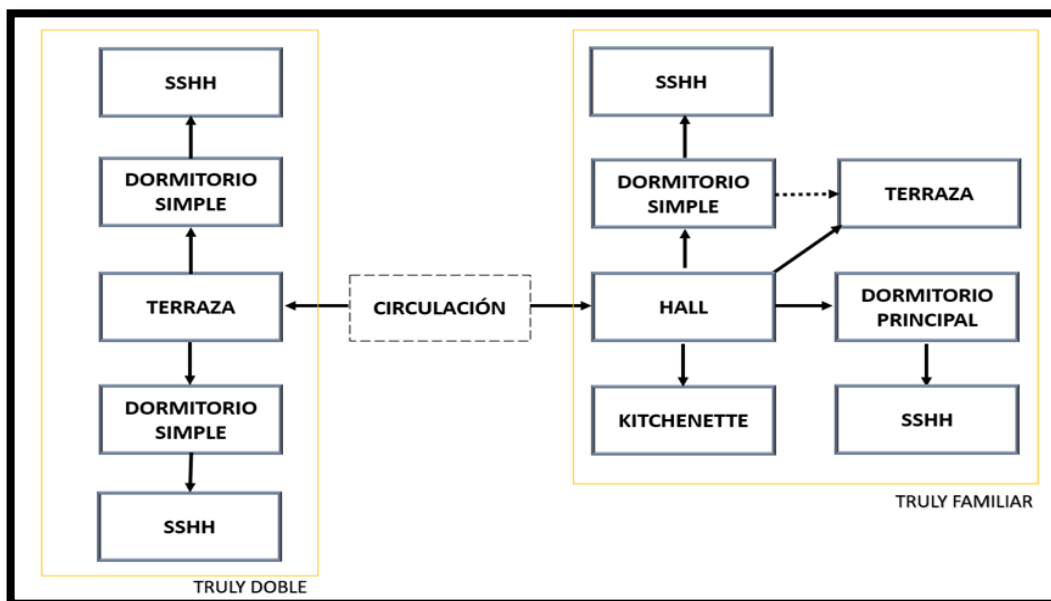 SSHH
DORMITORIO
SIMPLE
TERRAZA
DORMITORIO
SIMPLE
SSHH
TRULY DOBLE
CIRCULACIÓN
SSHH
DORMITORIO
SIMPLE
TERRAZA
HALL
DORMITORIO
PRINCIPAL
KITCHENETTE
SSHH
TRULY FAMILIAR